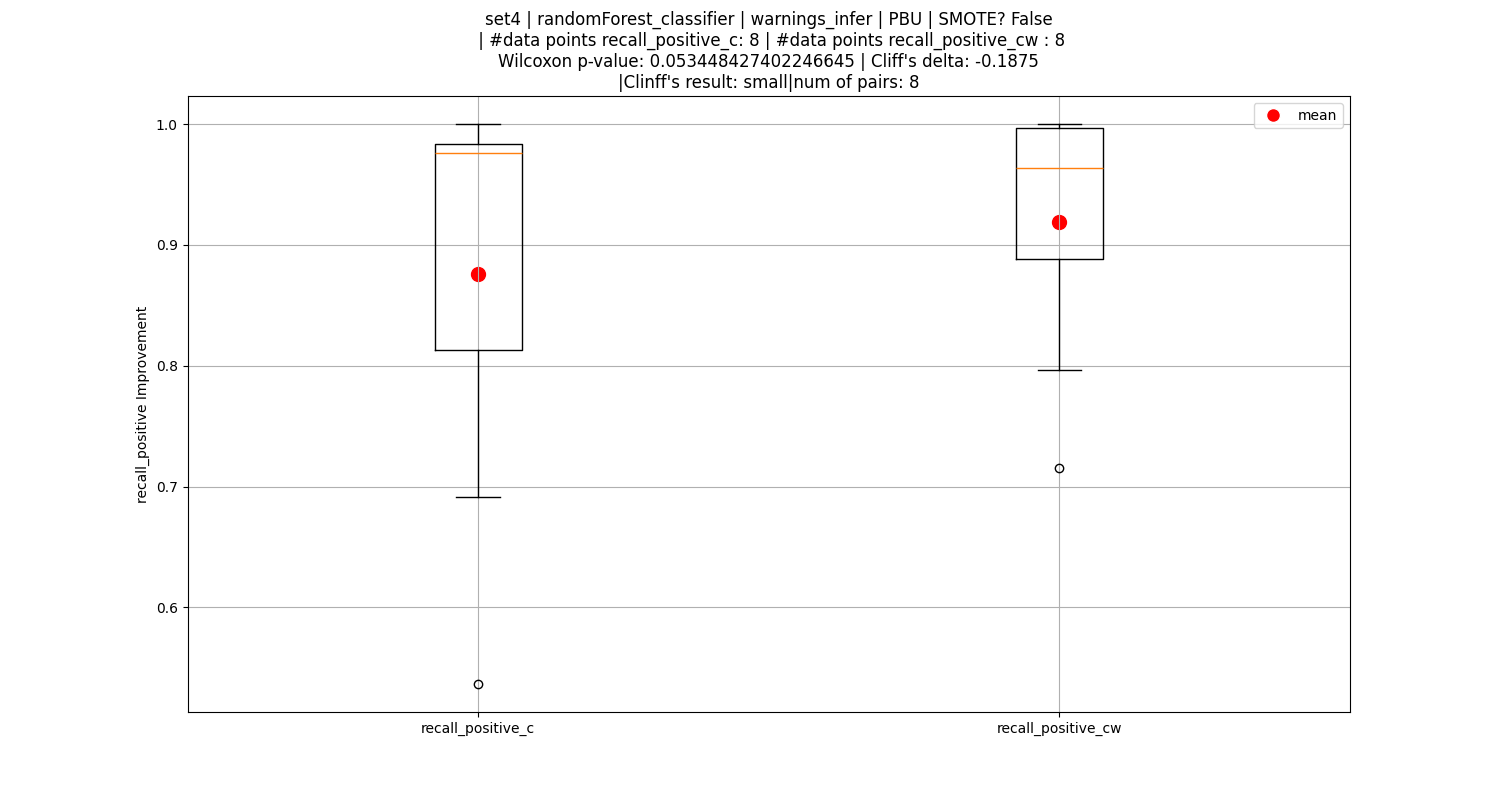 set4 | randomForest_classifier | warnings_infer | PBU | SMOTE? False
| #data points recall_positive_c: 8 | #data points recall_positive_cw : 8
Wilcoxon p-value: 0.053448427402246645 | Cliff's delta: -0.1875
|Clinff's result: small|num of pairs: 8
mean
1.0
0.9
0.8
0.7
0.6
recall_positive Improvement
recall_positive_c
recall_positive_cw